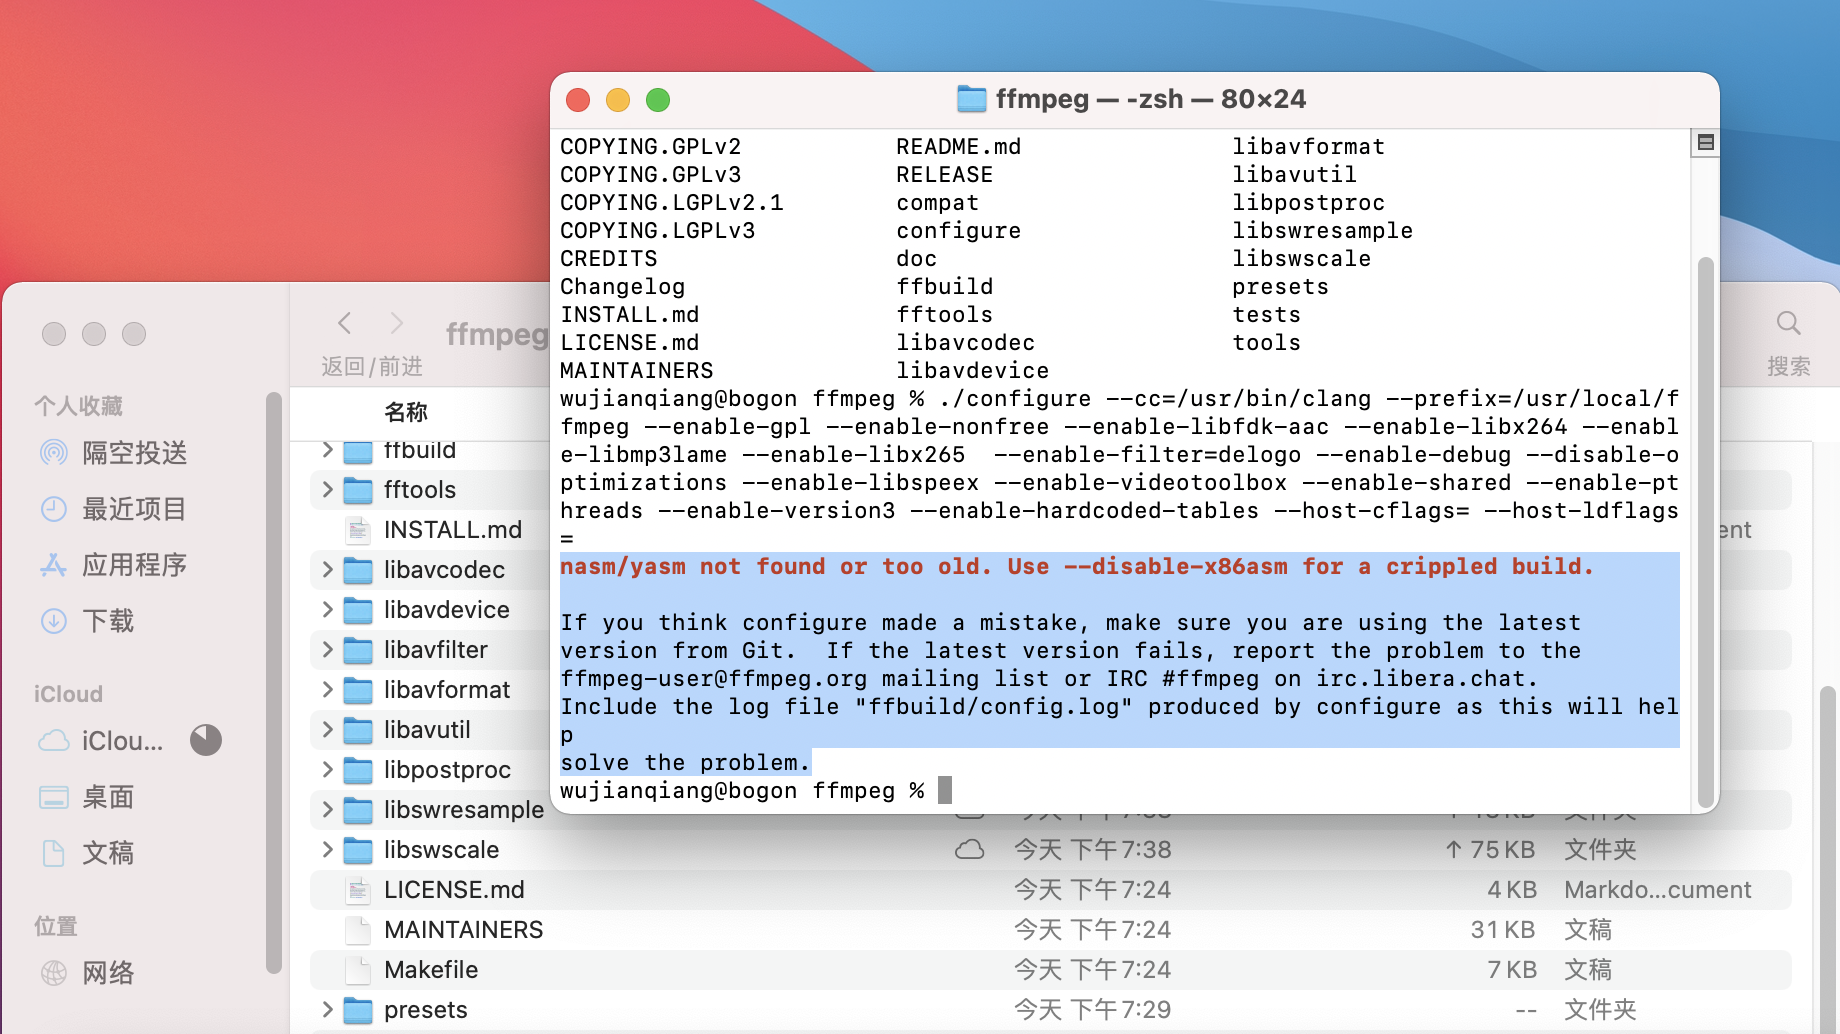 ffmpeg — -zsh — 80×24
COPYING.GPLv2 README.md libavformat
COPYING.GPLv3 RELEASE libavutil
COPYING.LGPLv2.1 compat libpostproc
COPYING.LGPLv3 configure libswresample
CREDITS doc libswscale
Changelog ffbuild presets
INSTALL.md fftools tests
LICENSE.md libavcodec tools
MAINTAINERS libavdevice
wujianqiang@bogon ffmpeg % ./configure --cc=/usr/bin/clang --prefix=/usr/local/f
fmpeg --enable-gpl --enable-nonfree --enable-libfdk-aac --enable-libx264 --enabl
e-libmp3lame --enable-libx265  --enable-filter=delogo --enable-debug --disable-o
ptimizations --enable-libspeex --enable-videotoolbox --enable-shared --enable-pt
hreads --enable-version3 --enable-hardcoded-tables --host-cflags= --host-ldflags
=
nasm/yasm not found or too old. Use --disable-x86asm for a crippled build.
If you think configure made a mistake, make sure you are using the latest
version from Git.  If the latest version fails, report the problem to the
ffmpeg-user@ffmpeg.org mailing list or IRC #ffmpeg on irc.libera.chat.
Include the log file "ffbuild/config.log" produced by configure as this will hel
p
solve the problem.
wujianqiang@bogon ffmpeg %
ffmpeg
返回/前进
搜索
个人收藏
隔空投送
最近项目
应用程序
下载
iCloud
iClou...
桌面
文稿
位置
网络
名称
ffbuild
fftools
INSTALL.md
libavcodec
libavdevice
libavfilter
libavformat
libavutil
libpostproc
libswresample
libswscale 今天 下午7:38 ↑ 75 KB 文件夹
LICENSE.md 今天 下午7:24 4 KB Markdo...cument
MAINTAINERS 今天 下午7:24 31 KB 文稿
Makefile 今天 下午7:24 7 KB 文稿
presets 今天 下午7:29 -- 文件夹